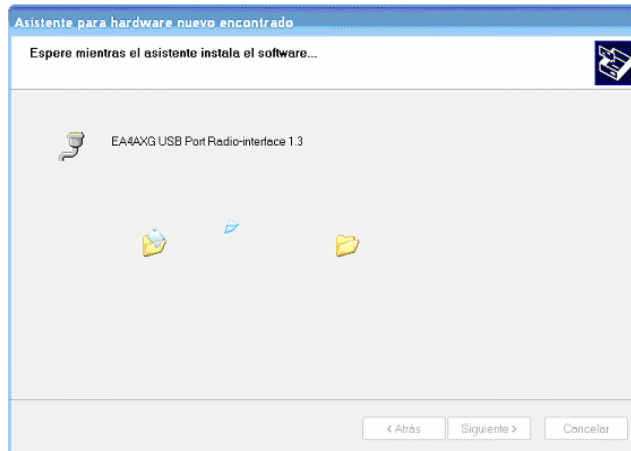 Asistente para hardware nuevo encontrado
Espere mientras el asistente instala el software...
EA4AXG USB Port Radio-interface 1.3
< Atrás
Siguiente >
Cancelar